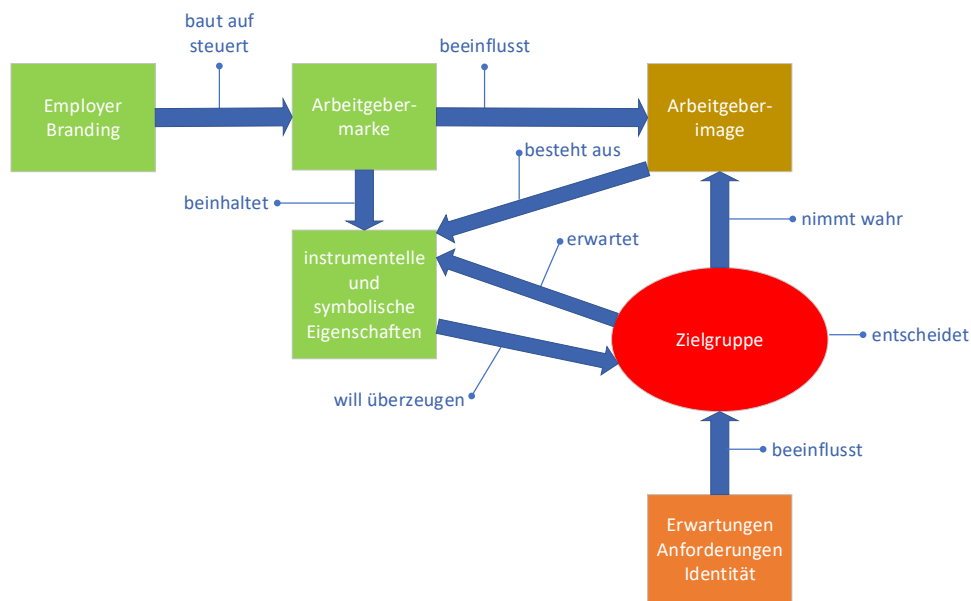 baut auf
steuert
beeinflusst
Employer
Branding
Arbeitgeber-
marke
Arbeitgeber-
image
besteht aus
beinhaltet
nimmt wahr
erwartet
instrumentelle
und
symbolische
Eigenschaften
Zielgruppe
entscheidet
will überzeugen
beeinflusst
Erwartungen
Anforderungen
Identität